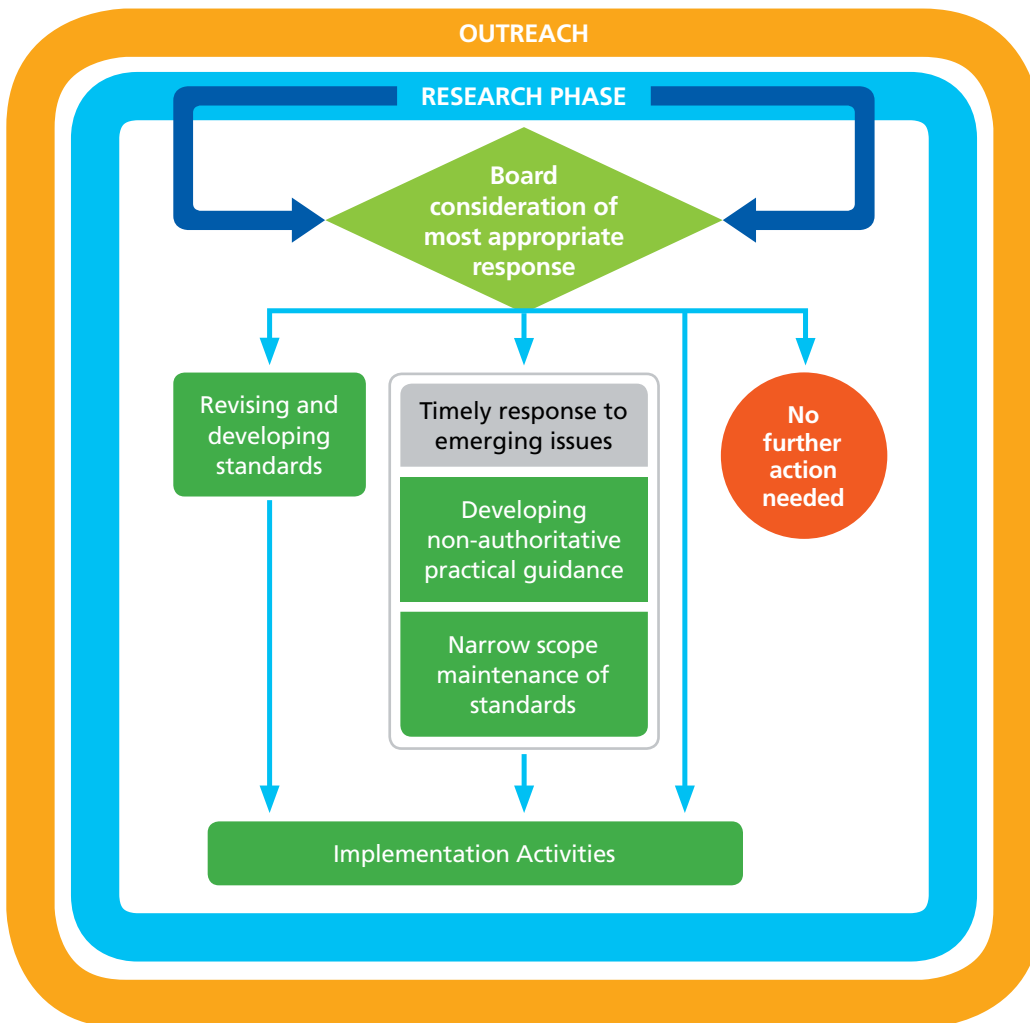 OUTREACH
RESEARCH PHASE
Board
consideration of
most appropriate
response
Revising and
developing
standards
Timely response to
emerging issues
Developing
non-authoritative
practical guidance
Narrow scope
maintenance of
standards
No
further
action
needed
Implementation Activities